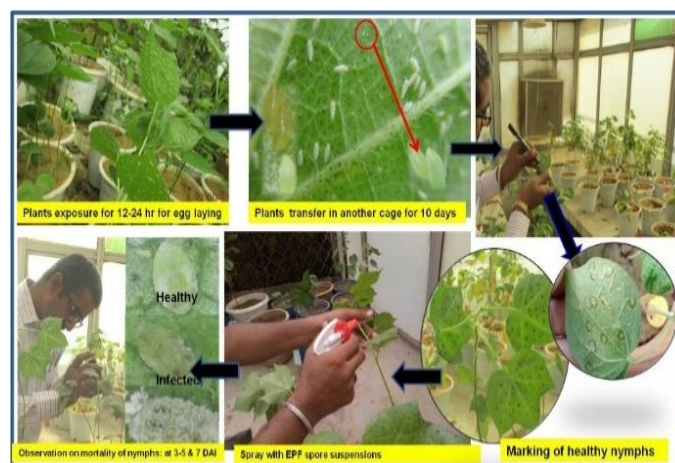 Plants exposure for 12-24 hr for egg laying
Plants transfer in another cage for 10 days
Marking of healthy nymphs
Spray with EPF spore suspensions
Healthy
Infected
Observation on mortality of nymphs: at 3-5 & 7 DAI